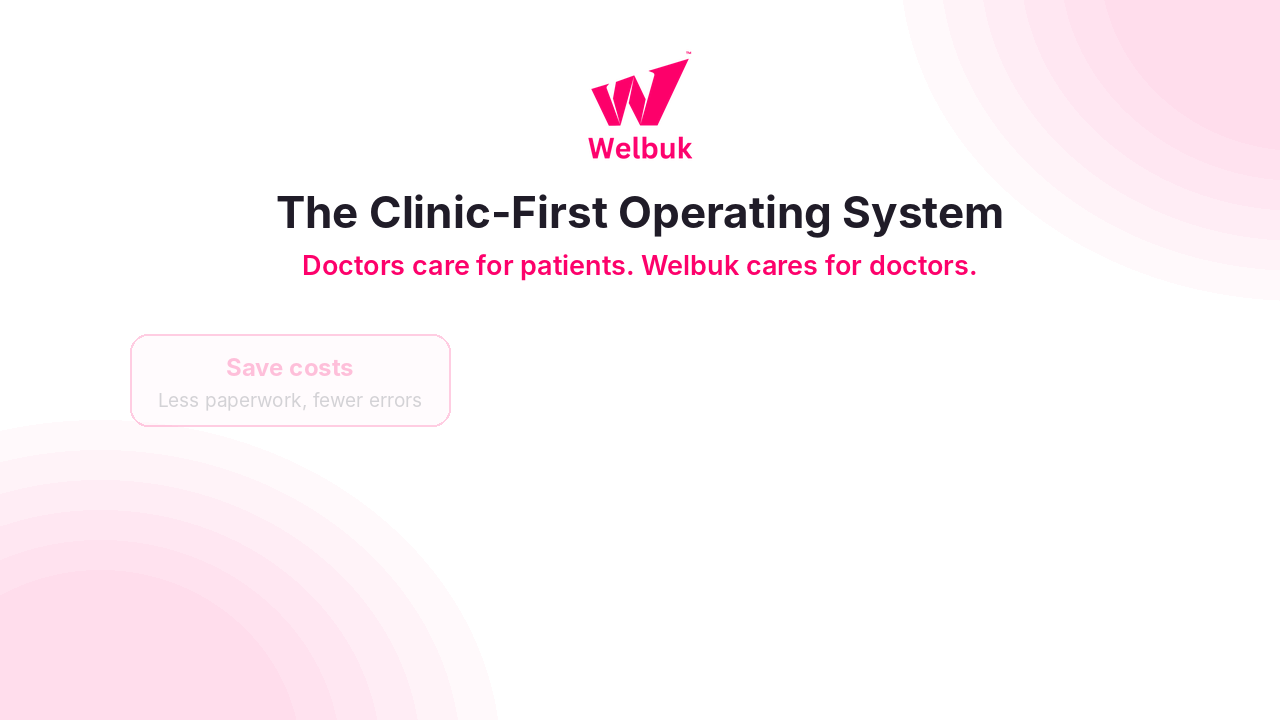 Welbuk
The Clinic-First Operating System
Doctors care for patients. Welbuk cares for doctors.
Save costs
Less paperwork, fewer errors